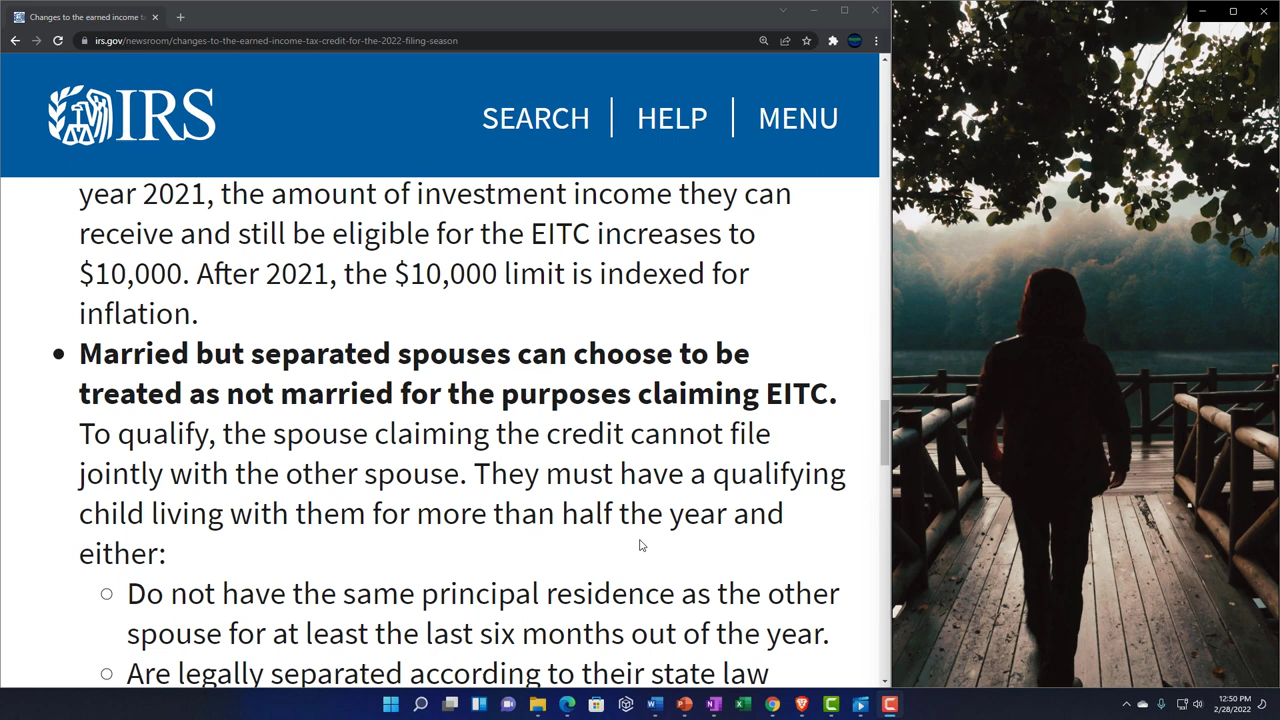 Changes to the earned income t
irs.gov/newsroom/changes-to-the-earned-income-tax-credit-for-the-2022-filing-season
IRS
SEARCH
HELP
MENU
year 2021, the amount of investment income they can
receive and still be eligible for the EITC increases to
$10,000. After 2021, the $10,000 limit is indexed for
inflation.
Married but separated spouses can choose to be
treated as not married for the purposes claiming EITC.
To qualify, the spouse claiming the credit cannot file
jointly with the other spouse. They must have a qualifying
child living with them for more than half the year and
either:
Do not have the same principal residence as the other
spouse for at least the last six months out of the year.
Are legally separated according to their state law
12:50 PM
2/28/2022